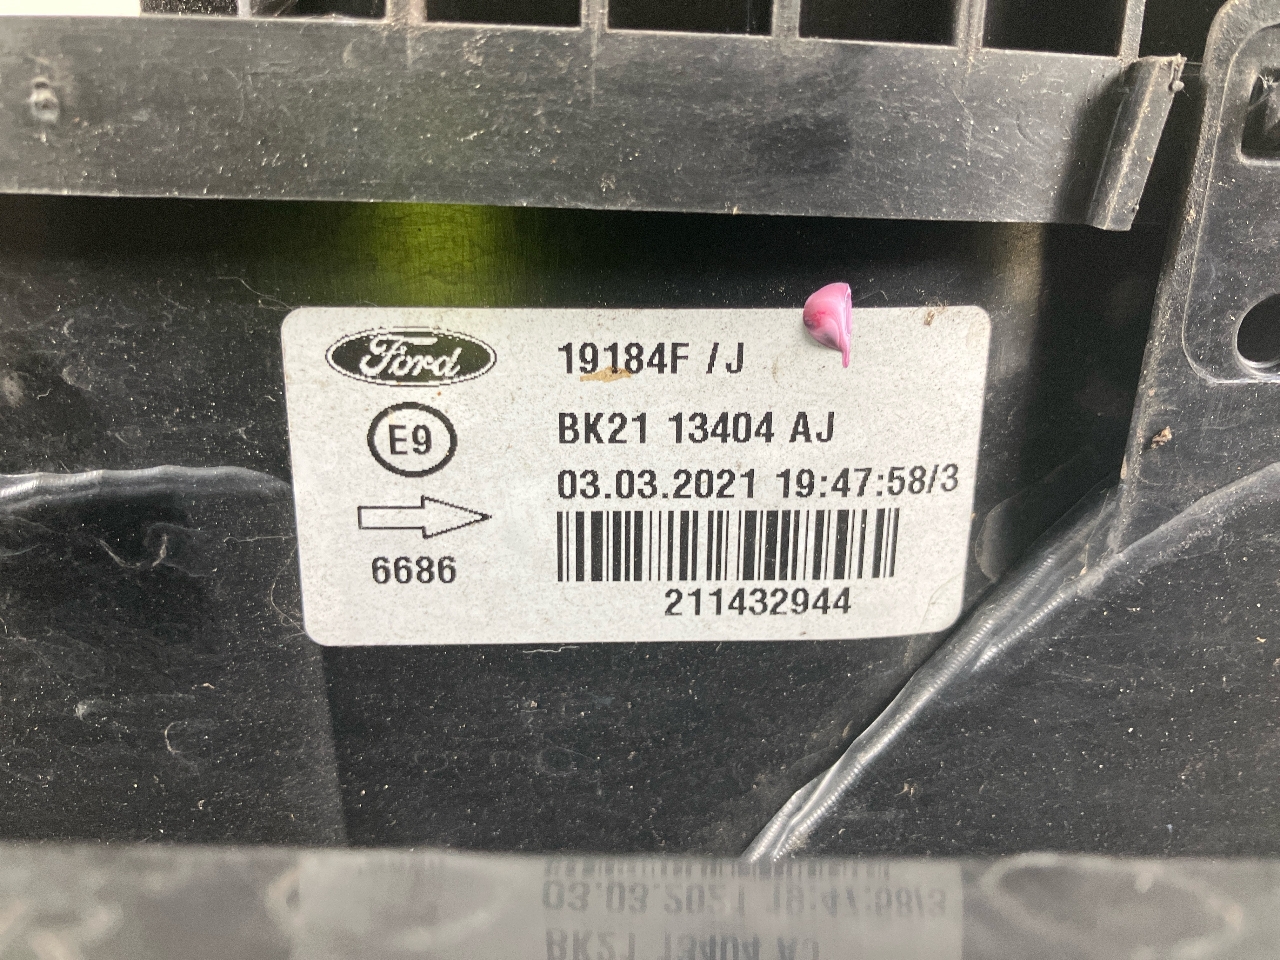 Ford
19184F /J
E9
BK21 13404 AJ
03.03.2021 19:47:58/3
6686
211432944